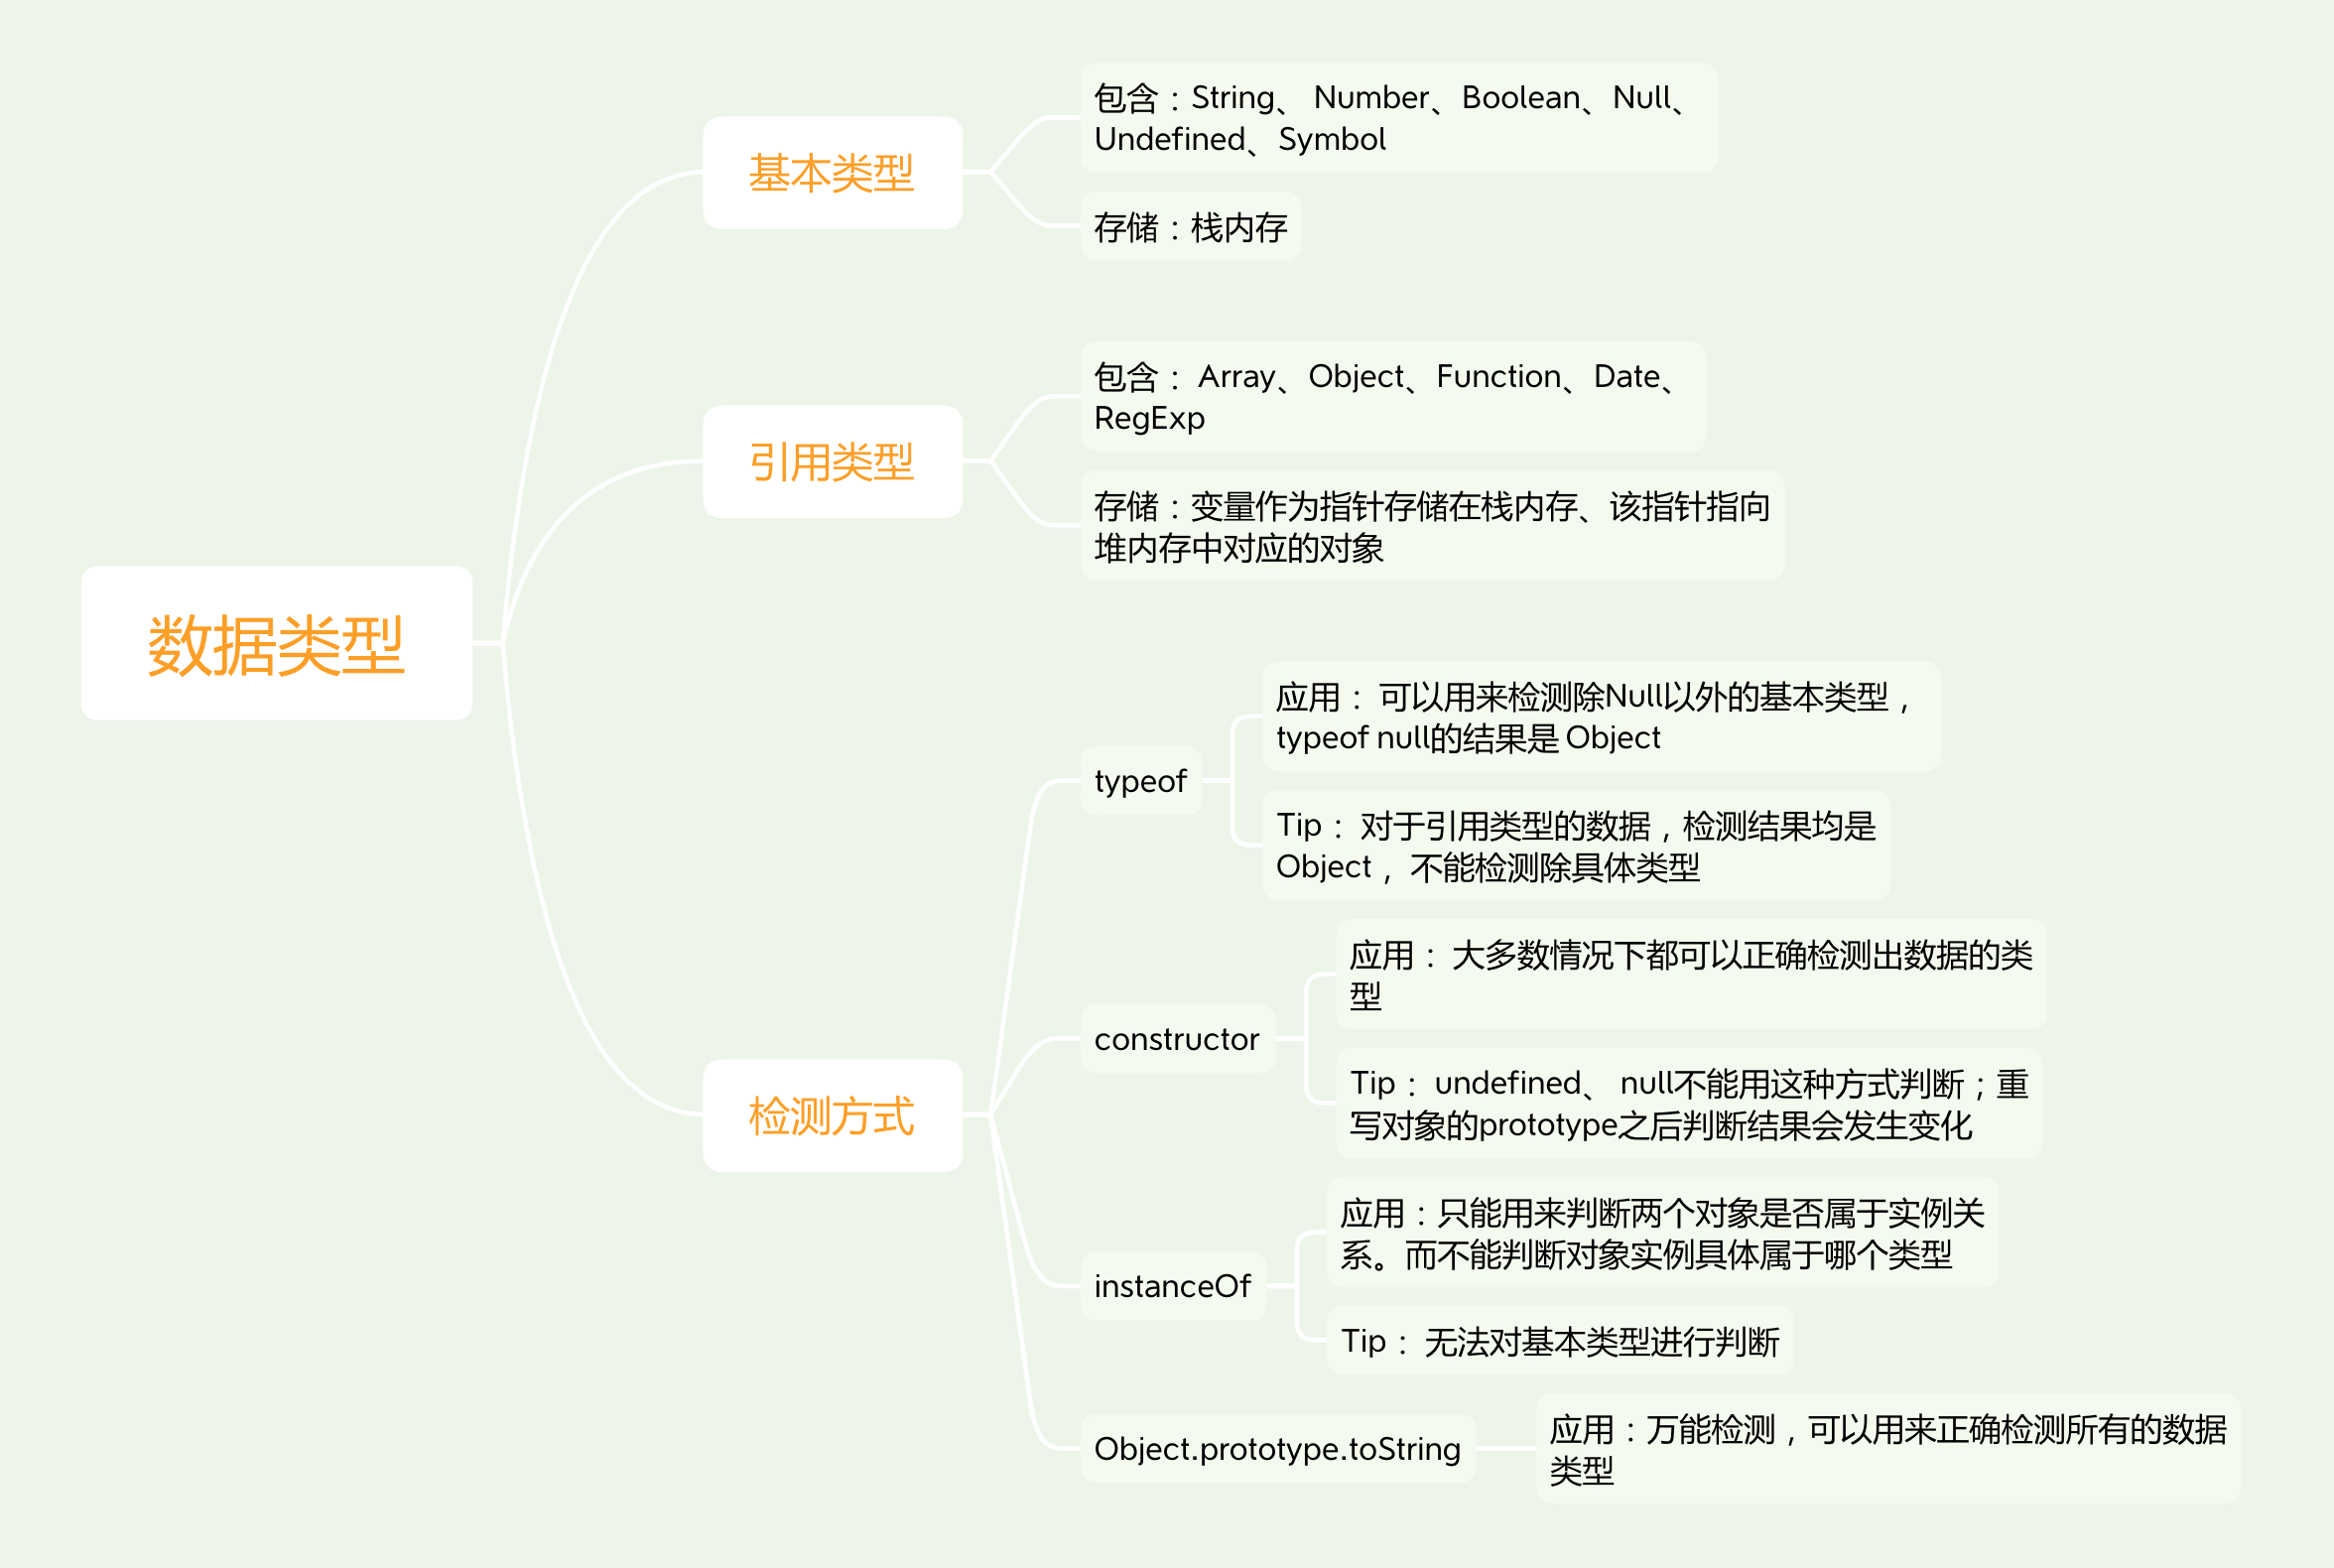 数据类型
基本类型
包含：String、 Number、Boolean、Null、
Undefined、Symbol
存储：栈内存
引用类型
包含： Array、Object、Function、Date、
RegExp
存储：变量作为指针存储在栈内存、该指针指向
堆内存中对应的对象
检测方式
typeof
应用： 可以用来检测除Null以外的基本类型，
typeof null的结果是 Object
Tip： 对于引用类型的数据，检测结果均是
Object， 不能检测除具体类型
constructor
应用： 大多数情况下都可以正确检测出数据的类
型
Tip： undefined、 null不能用这种方式判断；重
写对象的prototype之后判断结果会发生变化
instanceOf
应用：只能用来判断两个对象是否属于实例关
系。而不能判断对象实例具体属于哪个类型
Tip： 无法对基本类型进行判断
Object.prototype.toString
应用：万能检测，可以用来正确检测所有的数据
类型